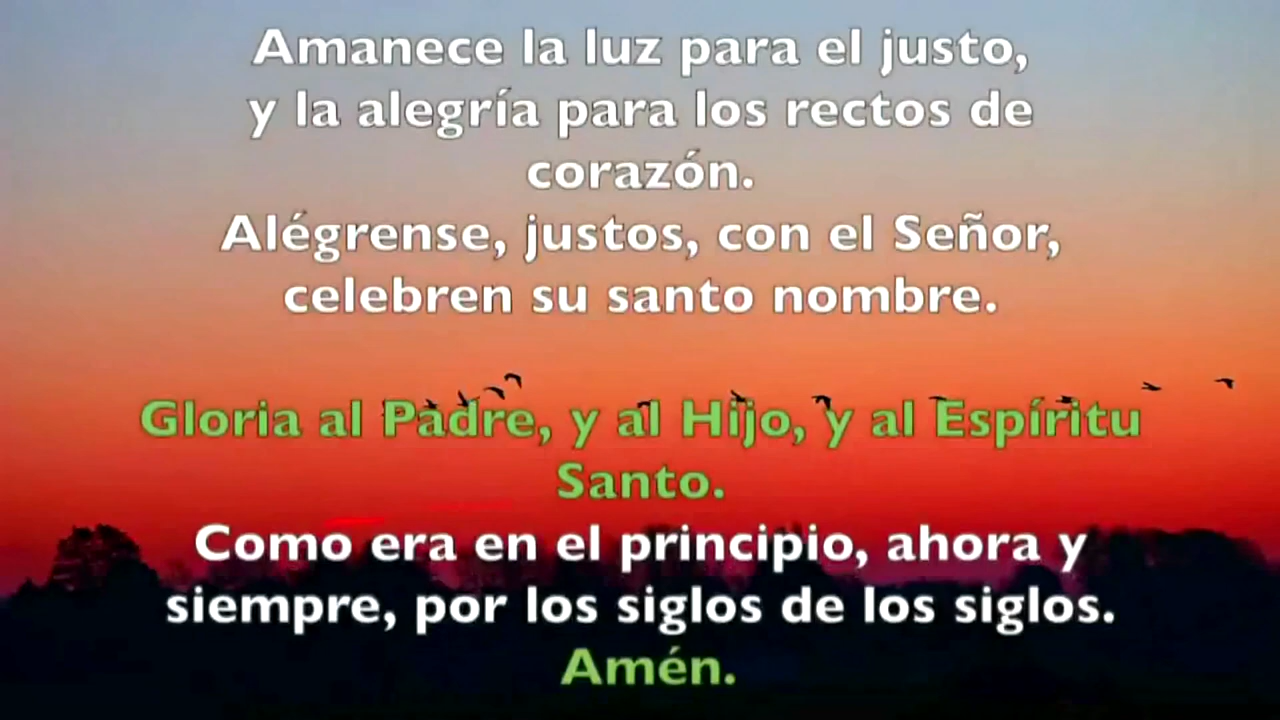 Amanece la luz para el justo,
y la alegría para los rectos de
corazón.
Alégrense, justos, con el Señor,
celebren su santo nombre.
Gloria al Padre, y al Hijo, y al Espíritu
Santo.
Como era en el principio, ahora y
siempre, por los siglos de los siglos.
Amén.